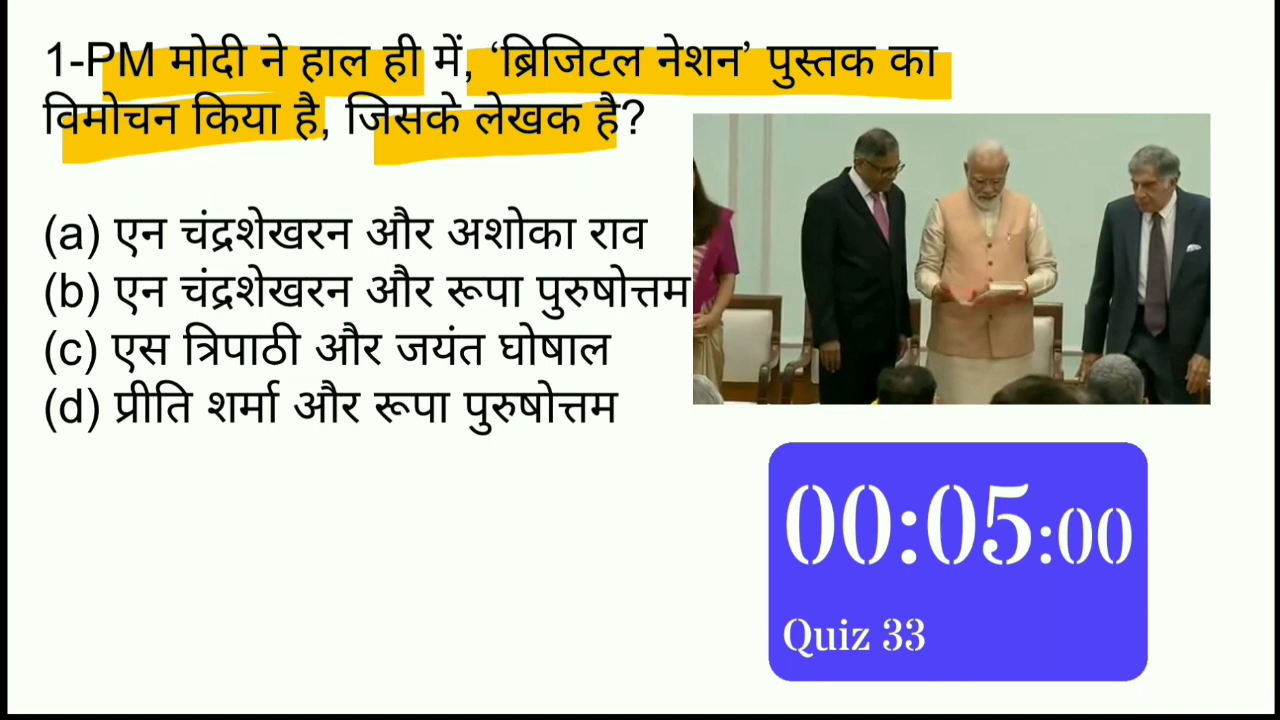 1-PM मोदी ने हाल ही में, ‘ब्रिजिटल नेशन’ पुस्तक का
विमोचन किया है, जिसके लेखक है?
(a) एन चंद्रशेखरन और अशोका राव
(b) एन चंद्रशेखरन और रूपा पुरुषोत्तम
(c) एस त्रिपाठी और जयंत घोषाल
(d) प्रीति शर्मा और रूपा पुरुषोत्तम
00:05:00
Quiz 33